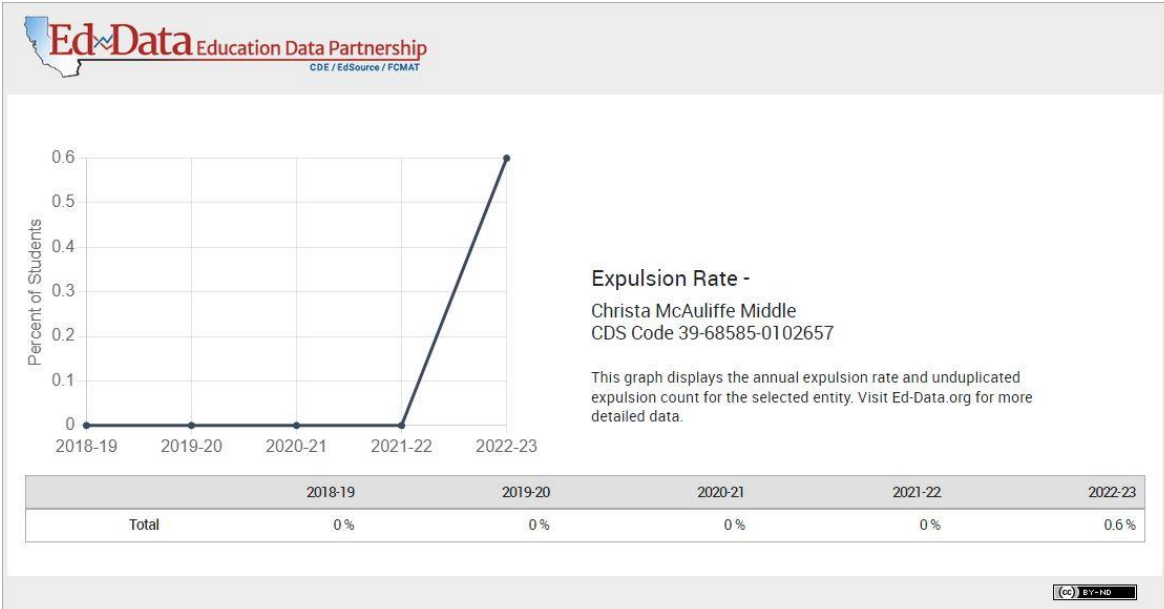 Ed Data Education Data Partnership
CDE / EdSource / FCMAT
0.6
0.5
0.4
0.3
0.2
0.1
0
Percent of Students
2018-19 2019-20 2020-21 2021-22 2022-23
Expulsion Rate -
Christa McAuliffe Middle
CDS Code 39-68585-0102657
This graph displays the annual expulsion rate and unduplicated
expulsion count for the selected entity. Visit Ed-Data.org for more
detailed data.
2018-19 2019-20 2020-21 2021-22 2022-23
Total 0 % 0 % 0 % 0 % 0.6 %
(cc) BY-ND